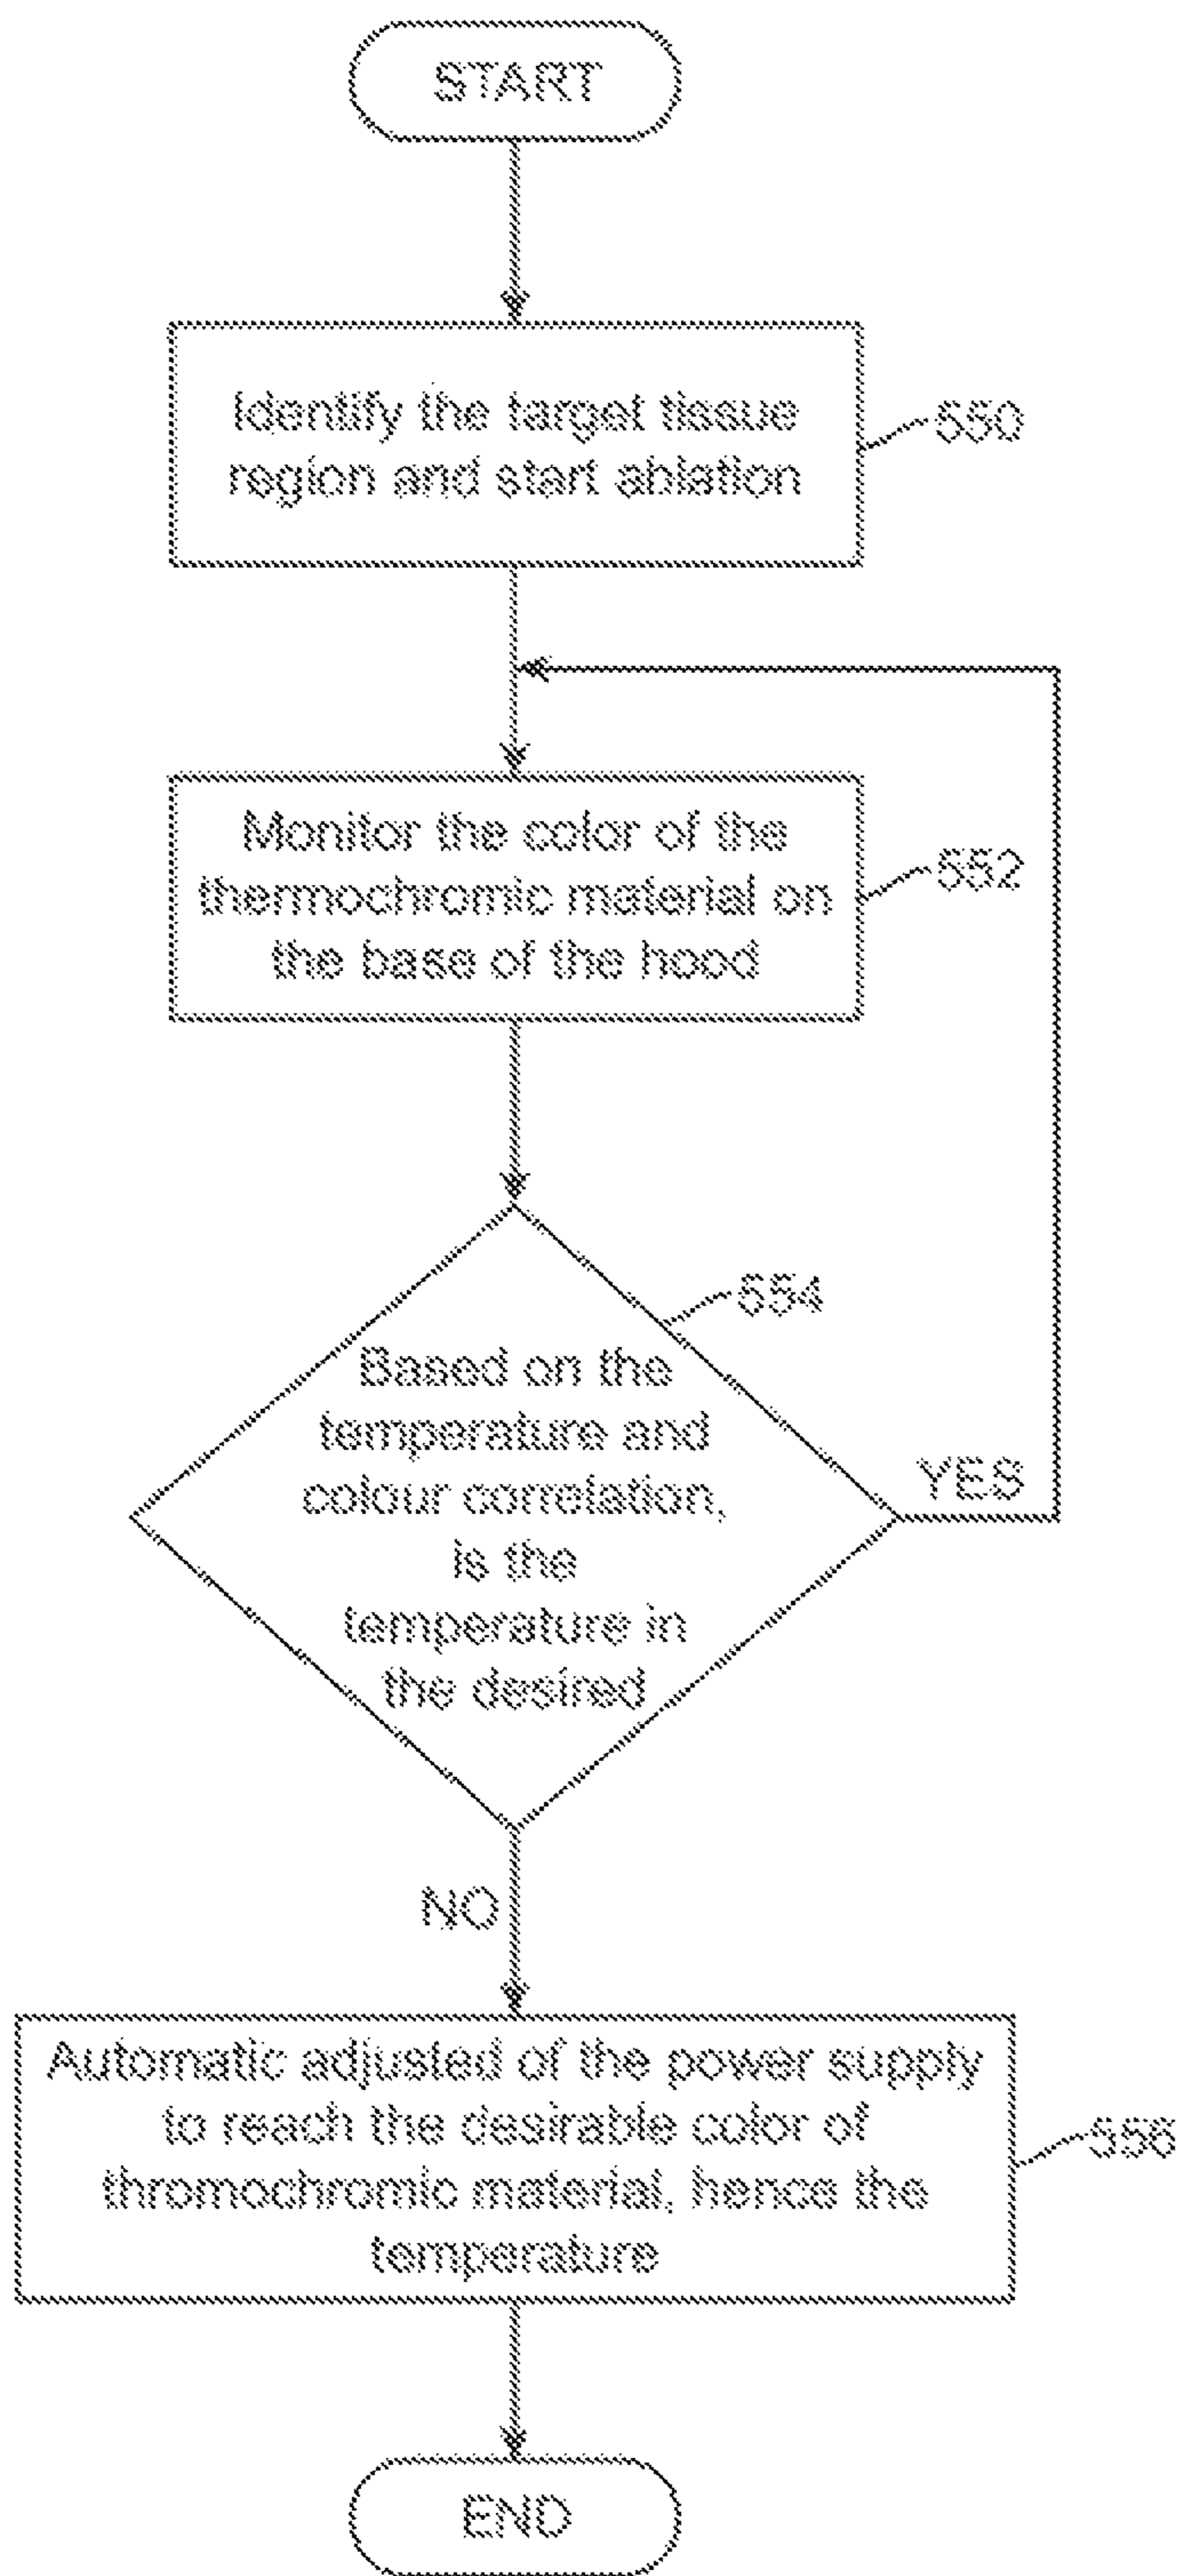 START
Identify the target tissue
region and start ablation
550
Monitor the color of the
thermochromic material on
the base of the hood
552
554
Based on the
temperature and
colour correlation,
is the
temperature in
the desired
YES
NO
Automatic adjusted of the power supply
to reach the desirable color of
thromochromic material, hence the
temperature
556
END